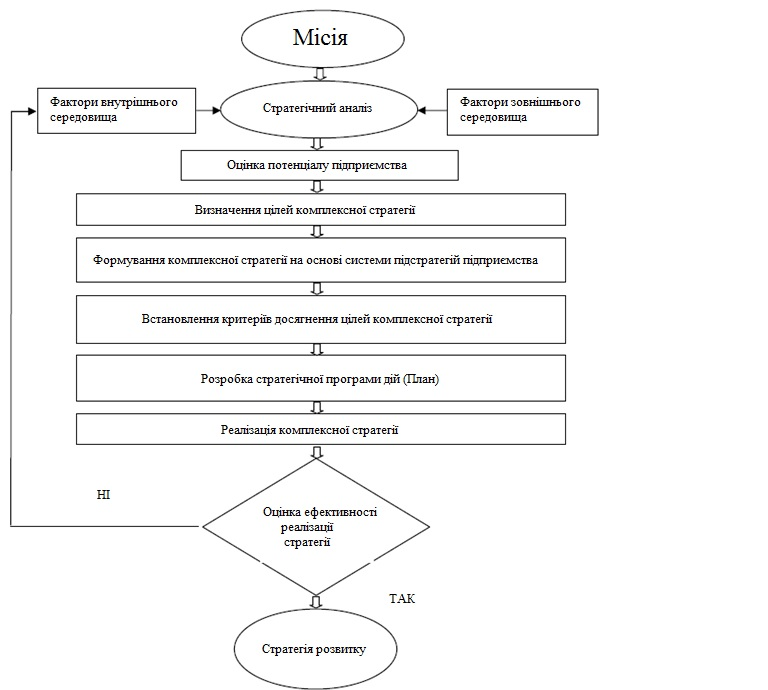 Місія
Фактори внутрішнього
середовища
Стратегічний аналіз
Фактори зовнішнього
середовища
Оцінка потенціалу підприємства
Визначення цілей комплексної стратегії
Формування комплексної стратегії на основі системи підстратегій підприємства
Встановлення критеріїв досягнення цілей комплексної стратегії
Розробка стратегічної програми дій (План)
Реалізація комплексної стратегії
НІ
Оцінка ефективності
реалізації
стратегії
ТАК
Стратегія розвитку